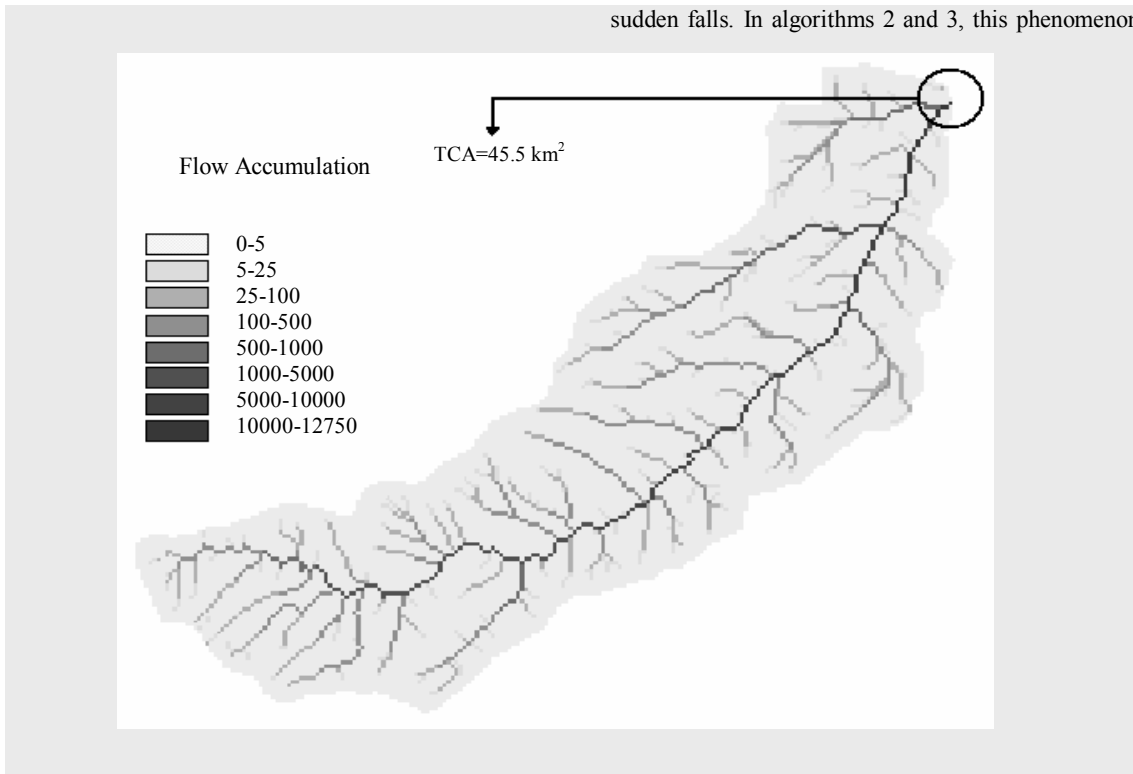 sudden falls. In algorithms 2 and 3, this phenomenon
TCA=45.5 km²
Flow Accumulation
0-5
5-25
25-100
100-500
500-1000
1000-5000
5000-10000
10000-12750